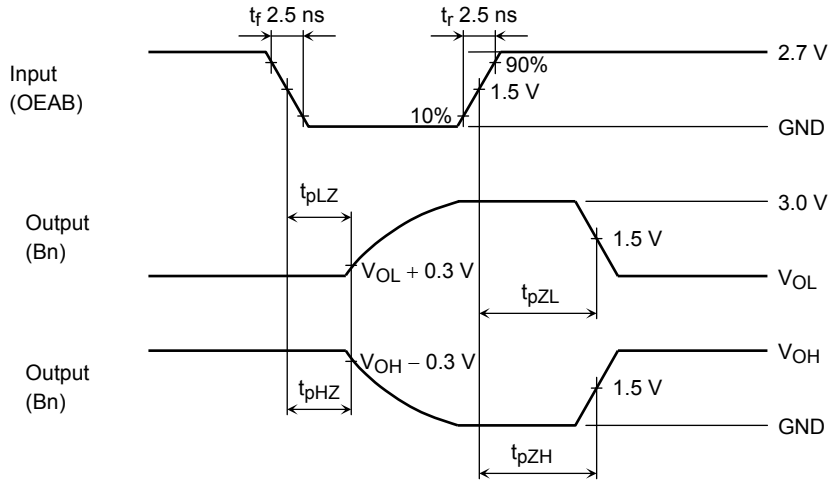 tf 2.5 ns
tr 2.5 ns
2.7 V
90%
Input
(OEAB)
1.5 V
10%
GND
tpLZ
3.0 V
Output
(Bn)
1.5 V
VOL + 0.3 V
VOL
tpZL
VOH
VOH − 0.3 V
Output
(Bn)
tpHZ
1.5 V
GND
tpZH